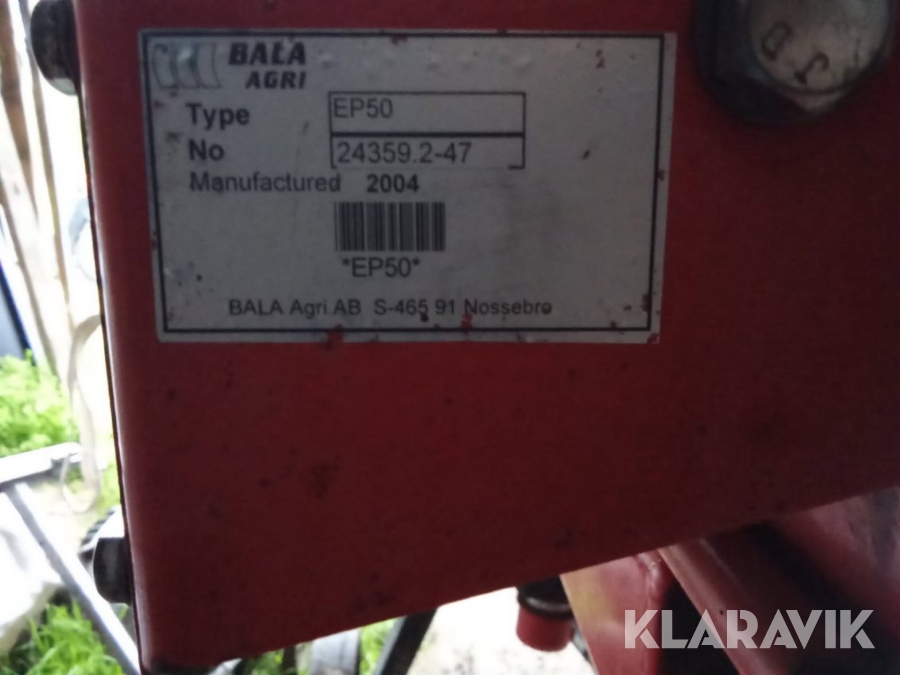 BALA
AGRI
Type EP50
No 24359.2-47
Manufactured 2004
*EP50*
BALA Agri AB S-465 91 Nossebro
KLARAVIK